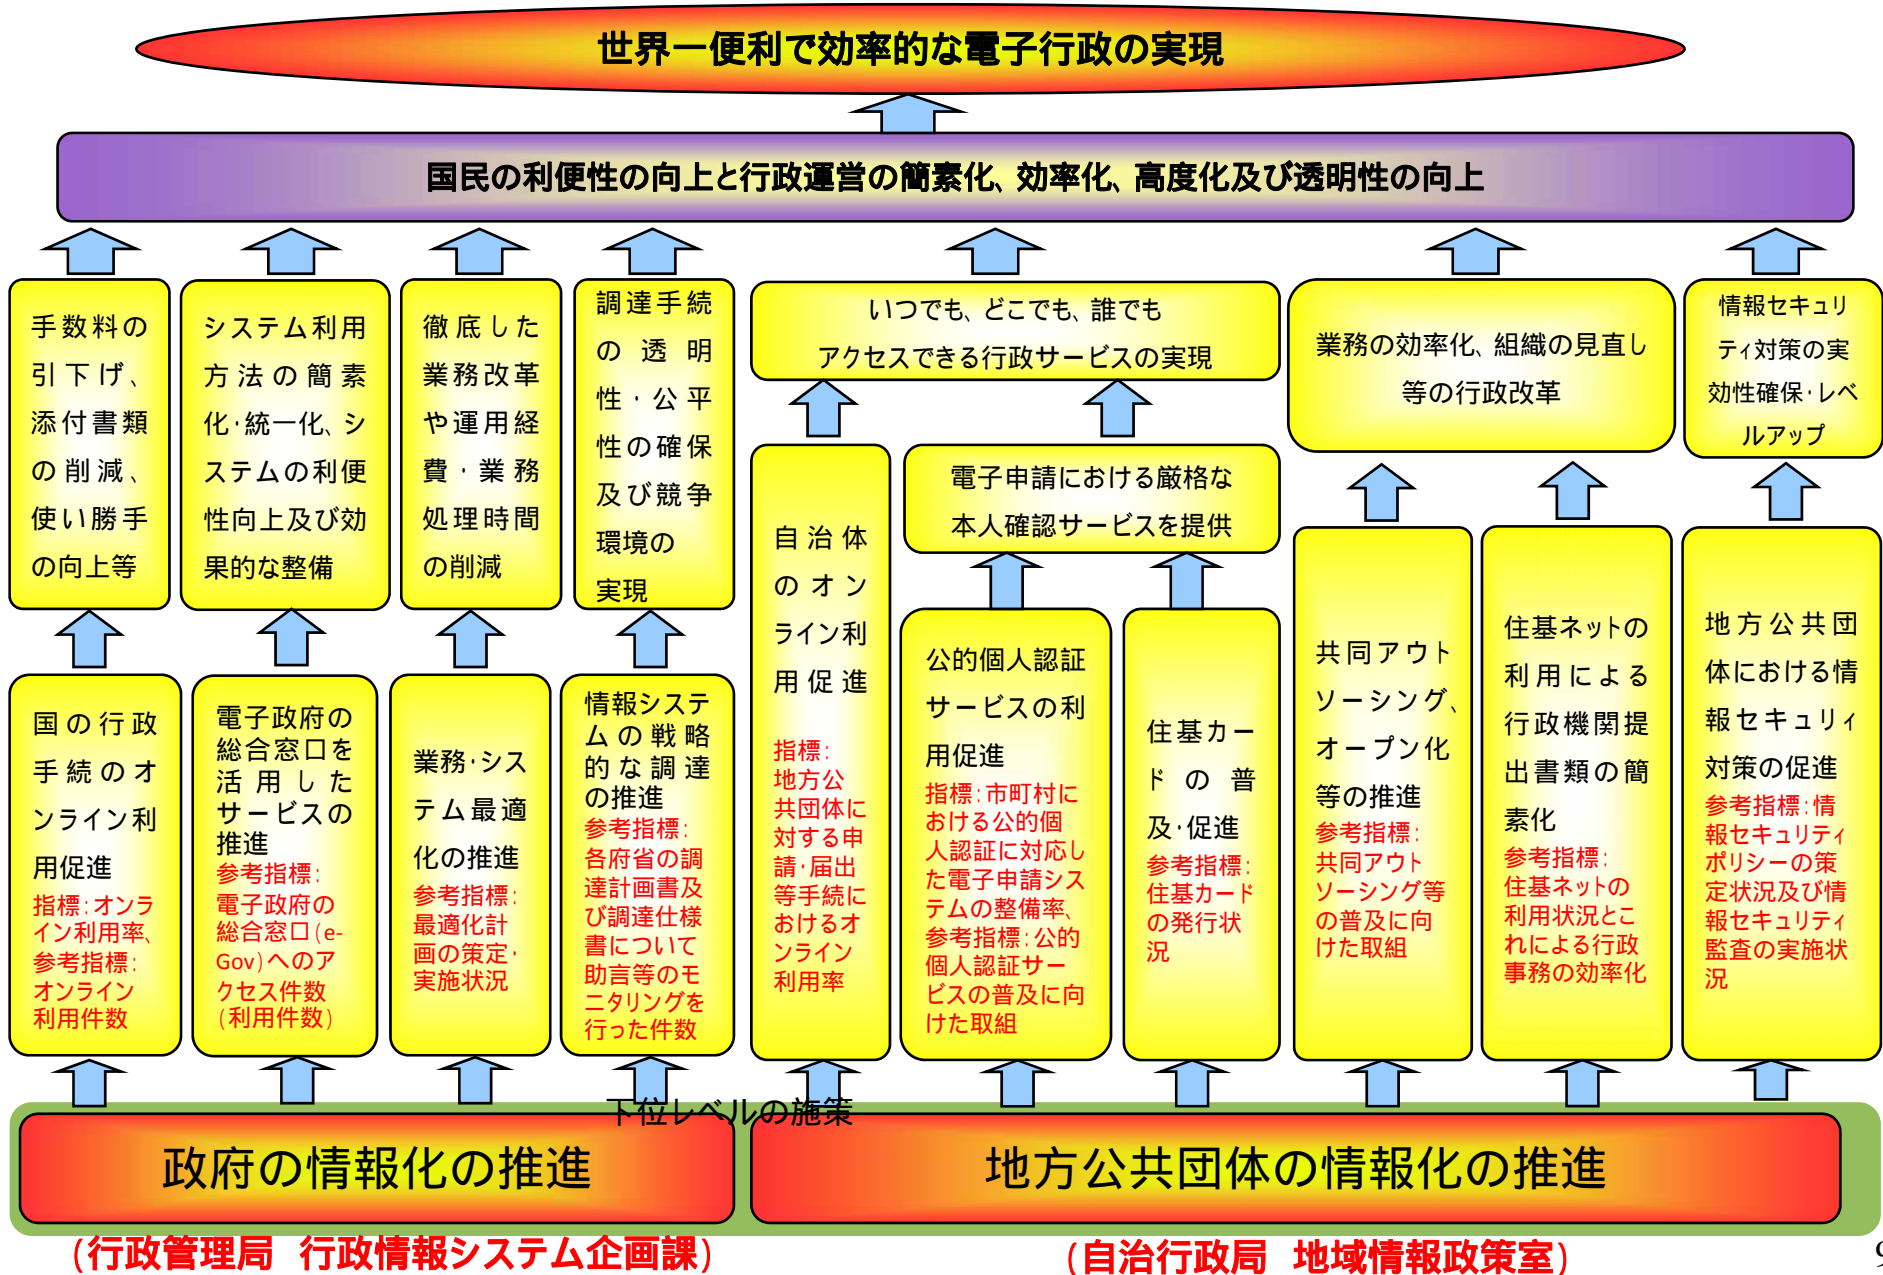 世界一便利で効率的な電子行政の実現
国民の利便性の向上と行政運営の簡素化、効率化、高度化及び透明性の向上
手数料の
引下げ、
添付書類
の削減、
使い勝手
の向上等
システム利用
方法の簡素
化・統一化、シ
ステムの利便
性向上及び効
果的な整備
徹底した
業務改革
や運用経
費・業務
処理時間
の削減
調達手続
の透明
性・公平
性の確保
及び競争
環境の
実現
いつでも、どこでも、誰でも
アクセスできる行政サービスの実現
業務の効率化、組織の見直し
等の行政改革
情報セキュリ
ティ対策の実
効性確保・レベ
ルアップ
電子申請における厳格な
本人確認サービスを提供
国の行政
手続のオ
ンライン利
用促進
指標：オンラ
イン利用率、
参考指標：
オンライン
利用件数
電子政府の
総合窓口を
活用した
サービスの
推進
参考指標：
電子政府の
総合窓口（e-
Gov）へのア
クセス件数
（利用件数）
業務・シス
テム最適
化の推進
参考指標：
最適化計
画の策定・
実施状況
情報システ
ムの戦略
的な調達
の推進
参考指標：
各府省の調
達計画書及
び調達仕様
書について
助言等のモ
ニタリングを
行った件数
自治体
のオン
ライン利
用促進
指標：
地方公
共団体に
対する申
請・届出
等手続に
おけるオ
ンライン
利用率
公的個人認証
サービスの利
用促進
指標：市町村に
おける公的個
人認証に対応し
た電子申請シス
テムの整備率、
参考指標：公的
個人認証サー
ビスの普及に向
けた取組
住基カー
ドの普
及・促進
参考指標：
住基カード
の発行状
況
共同アウト
ソーシング、
オープン化
等の推進
参考指標：
共同アウト
ソーシング等
の普及に向
けた取組
住基ネットの
利用による
行政機関提
出書類の簡
素化
参考指標：
住基ネットの
利用状況とこ
れによる行政
事務の効率化
地方公共団
体における情
報セキュリィ
対策の促進
参考指標：情
報セキュリティ
ポリシーの策
定状況及び情
報セキュリティ
監査の実施状
況
下位レベルの施策
政府の情報化の推進
地方公共団体の情報化の推進
（行政管理局　行政情報システム企画課）
（自治行政局　地域情報政策室）